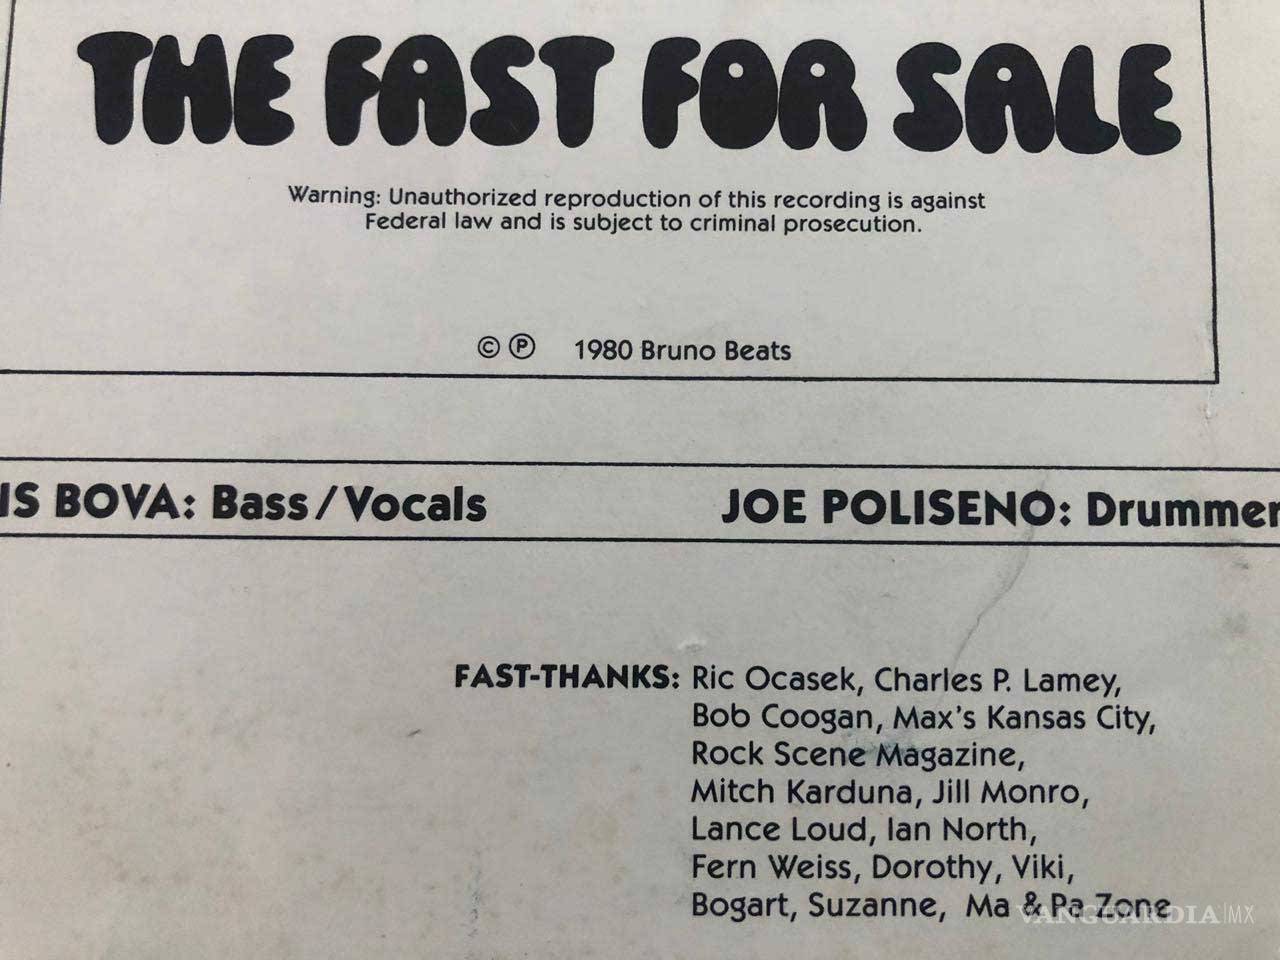 THE FAST FOR SALE
Warning: Unauthorized reproduction of this recording is against
Federal law and is subject to criminal prosecution.
© ℗ 1980 Bruno Beats
IS BOVA: Bass/Vocals JOE POLISENO: Drummer
FAST-THANKS: Ric Ocasek, Charles P. Lamey,
Bob Coogan, Max's Kansas City,
Rock Scene Magazine,
Mitch Karduna, Jill Monro,
Lance Loud, Ian North,
Fern Weiss, Dorothy, Viki,
Bogart, Suzanne, Ma & Pa Zone
VANGUARDIA|MX